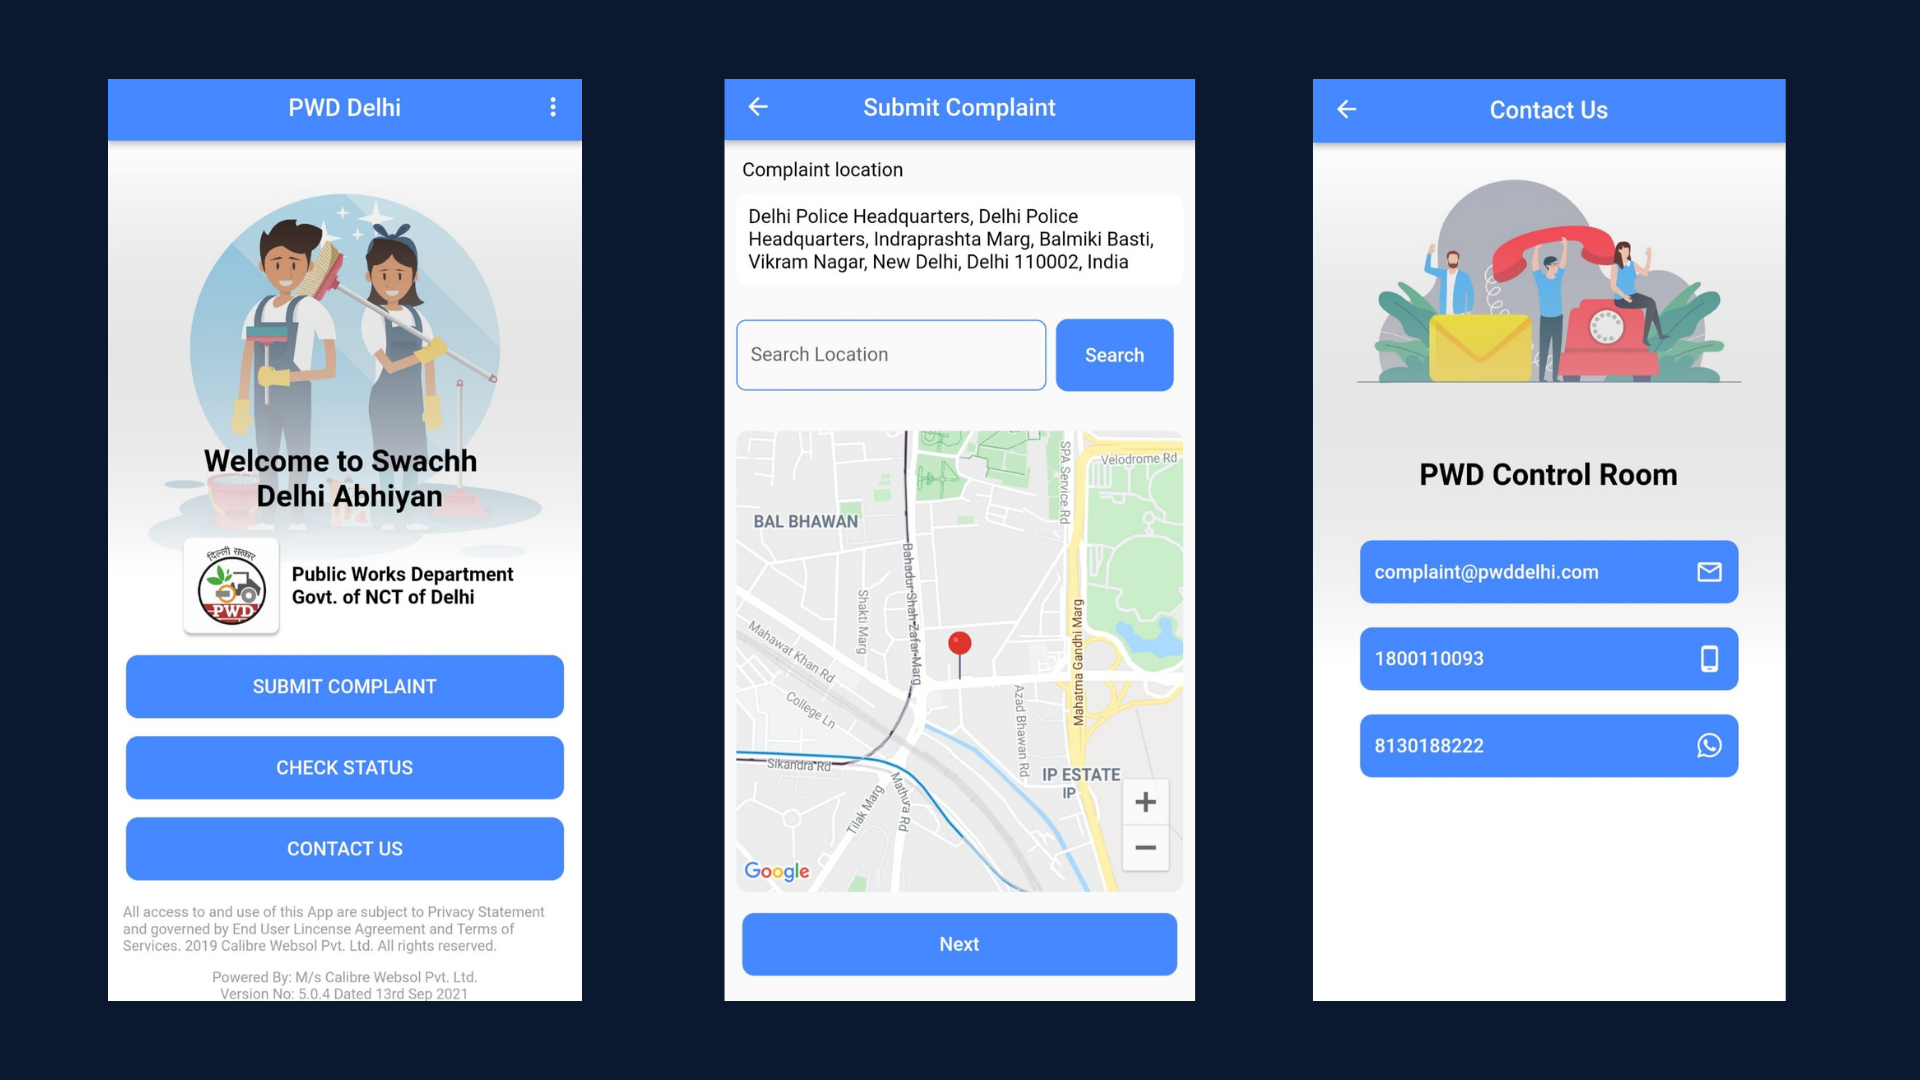 PWD Delhi
Welcome to Swachh
Delhi Abhiyan
दिल्ली सरकार
PWD
Public Works Department
Govt. of NCT of Delhi
SUBMIT COMPLAINT
CHECK STATUS
CONTACT US
All access to and use of this App are subject to Privacy Statement
and governed by End User Lincense Agreement and Terms of
Services. 2019 Calibre Websol Pvt. Ltd. All rights reserved.
Powered By: M/s Calibre Websol Pvt. Ltd.
Version No: 5.0.4 Dated 13rd Sep 2021
Submit Complaint
Complaint location
Delhi Police Headquarters, Delhi Police
Headquarters, Indraprashta Marg, Balmiki Basti,
Vikram Nagar, New Delhi, Delhi 110002, India
Search Location
Search
SPA Service Rd
Velodrome Rd
BAL BHAWAN
Bahadur Shah Zafar Marg
Shakti Marg
Mahatma Gandhi Marg
Mahawat Khan Rd
College Ln
Azad Bhawan Rd
Sikandra Rd
Mathura Rd
Tilak Marg
IP ESTATE
IP
Google
Next
Contact Us
PWD Control Room
complaint@pwddelhi.com
1800110093
8130188222